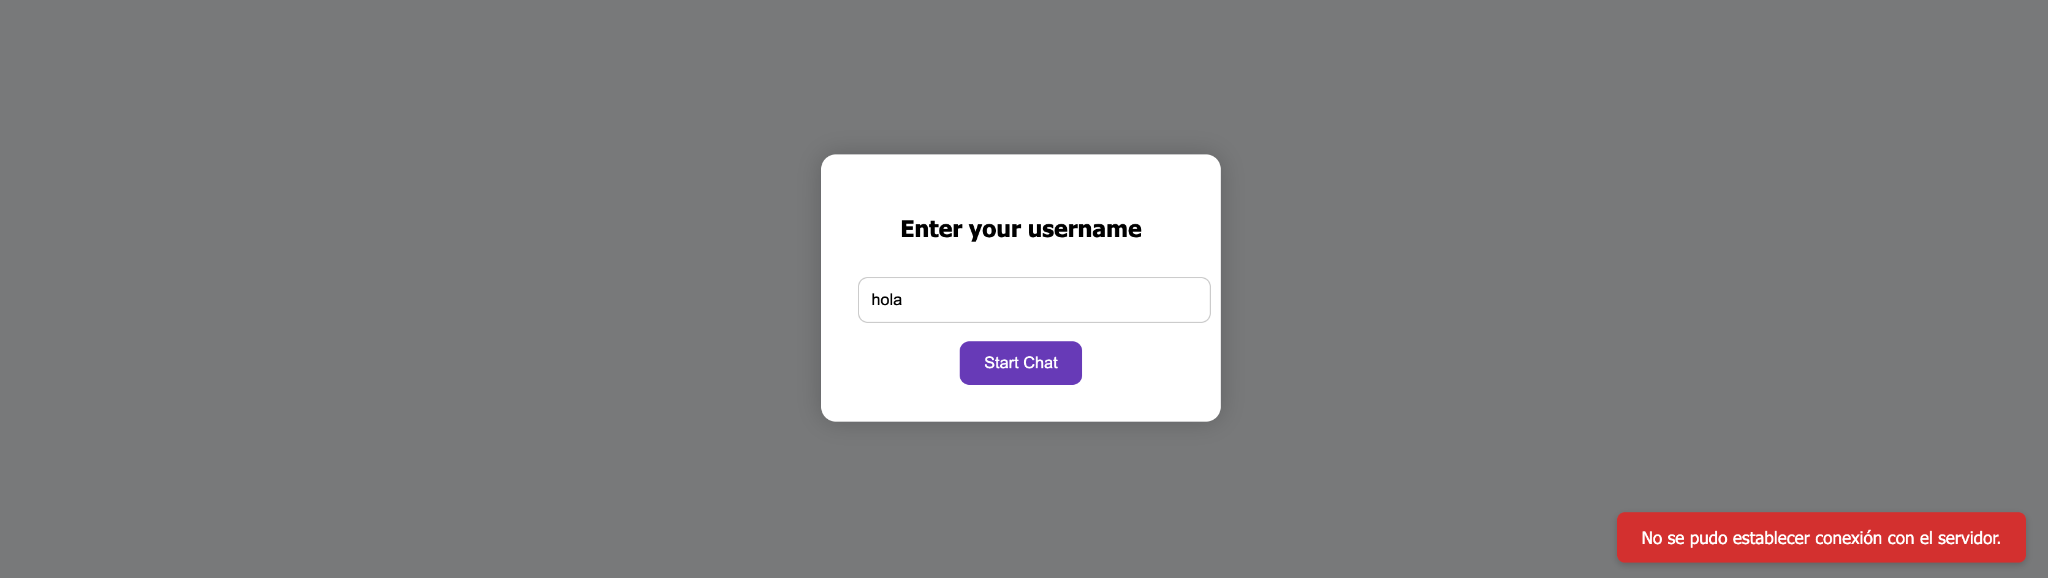 Enter your username
hola
Start Chat
No se pudo establecer conexión con el servidor.